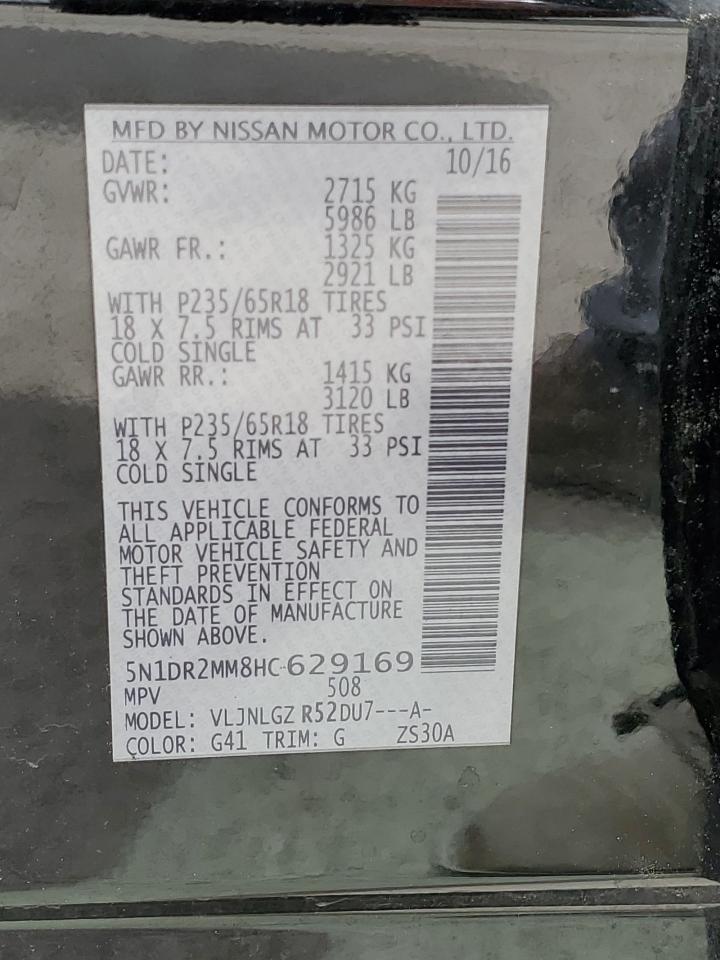 MFD BY NISSAN MOTOR CO., LTD.
DATE: 10/16
GVWR: 2715 KG
5986 LB
GAWR FR.: 1325 KG
2921 LB
WITH P235/65R18 TIRES
18 X 7.5 RIMS AT 33 PSI
COLD SINGLE
GAWR RR.: 1415 KG
3120 LB
WITH P235/65R18 TIRES
18 X 7.5 RIMS AT 33 PSI
COLD SINGLE
THIS VEHICLE CONFORMS TO
ALL APPLICABLE FEDERAL
MOTOR VEHICLE SAFETY AND
THEFT PREVENTION
STANDARDS IN EFFECT ON
THE DATE OF MANUFACTURE
SHOWN ABOVE.
5N1DR2MM8HC-629169
MPV 508
MODEL: VLJNLGZ R52DU7---A-
COLOR: G41 TRIM: G ZS30A